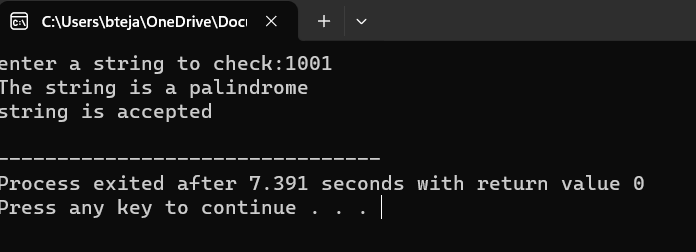 C:\Users\bteja\OneDrive\Doc
enter a string to check:1001
The string is a palindrome
string is accepted
--------------------------------
Process exited after 7.391 seconds with return value 0
Press any key to continue . . .